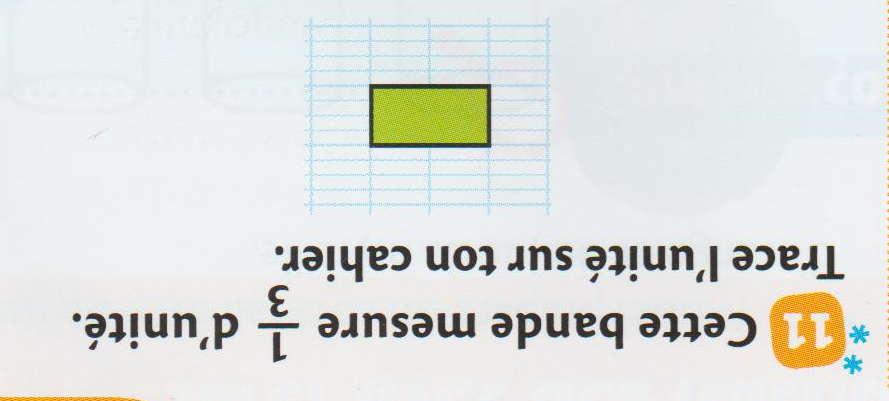 ** 11 Cette bande mesure 1/3 d'unité.
Trace l'unité sur ton cahier.